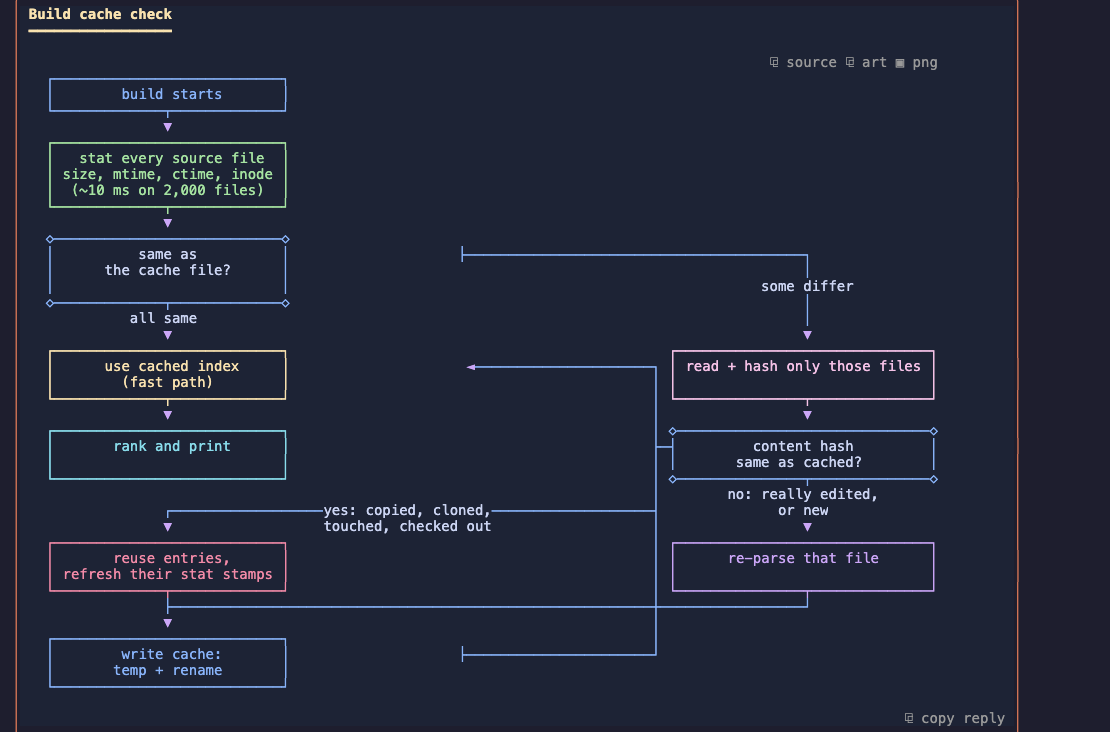 Build cache check
source art png
build starts
stat every source file
size, mtime, ctime, inode
(~10 ms on 2,000 files)
same as
the cache file?
some differ
all same
use cached index
(fast path)
read + hash only those files
rank and print
content hash
same as cached?
no: really edited,
or new
yes: copied, cloned,
touched, checked out
reuse entries,
refresh their stat stamps
re-parse that file
write cache:
temp + rename
copy reply